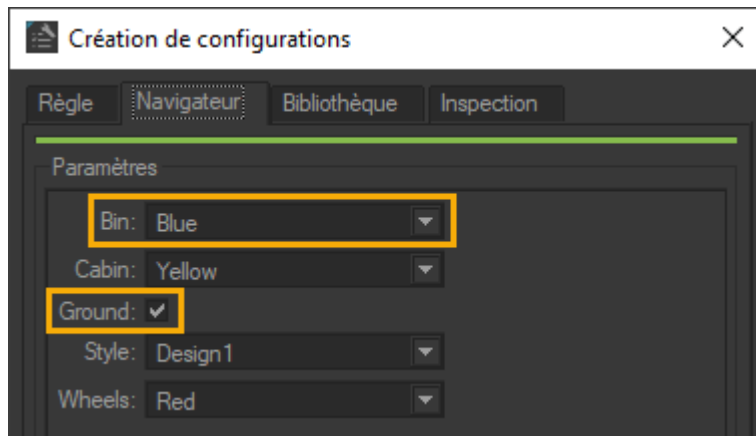 Création de configurations
Règle Navigateur Bibliothèque Inspection
Paramètres
Bin: Blue
Cabin: Yellow
Ground:
Style: Design1
Wheels: Red